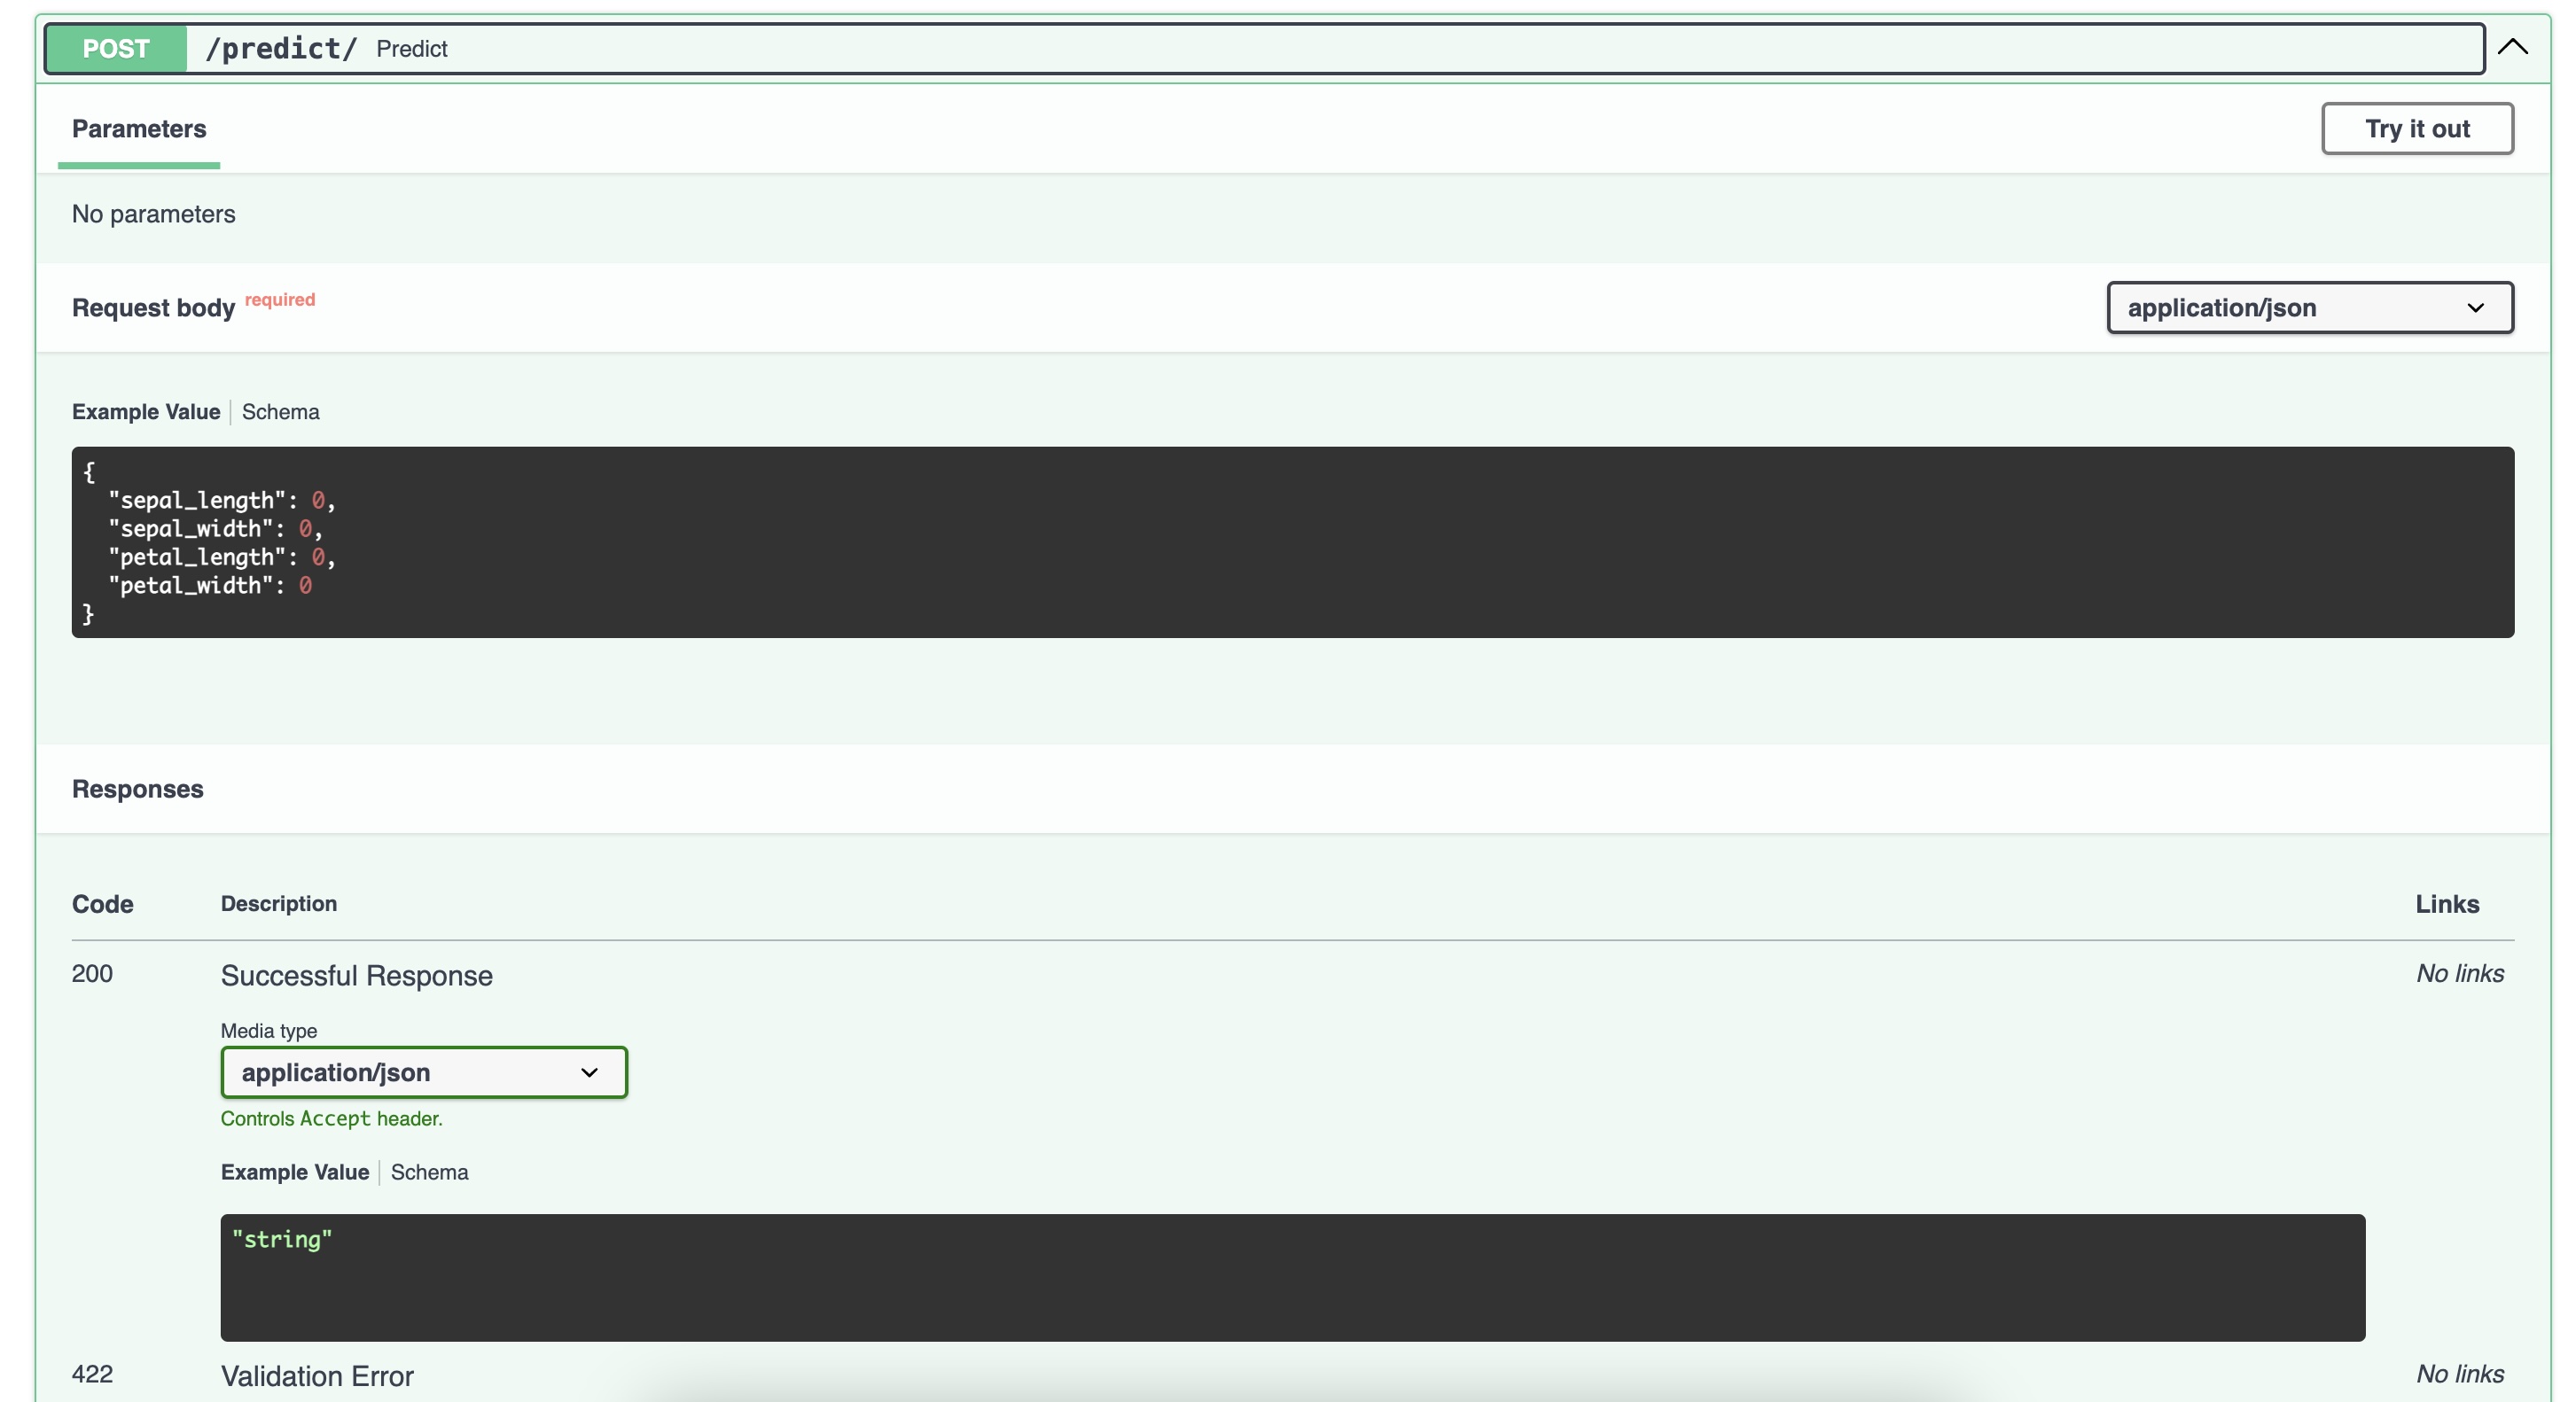 POST /predict/ Predict
Parameters
Try it out
No parameters
Request body required
application/json
Example Value Schema
{
  "sepal_length": 0,
  "sepal_width": 0,
  "petal_length": 0,
  "petal_width": 0
}
Responses
Code Description Links
200 Successful Response No links
Media type
application/json
Controls Accept header.
Example Value Schema
"string"
422 Validation Error No links